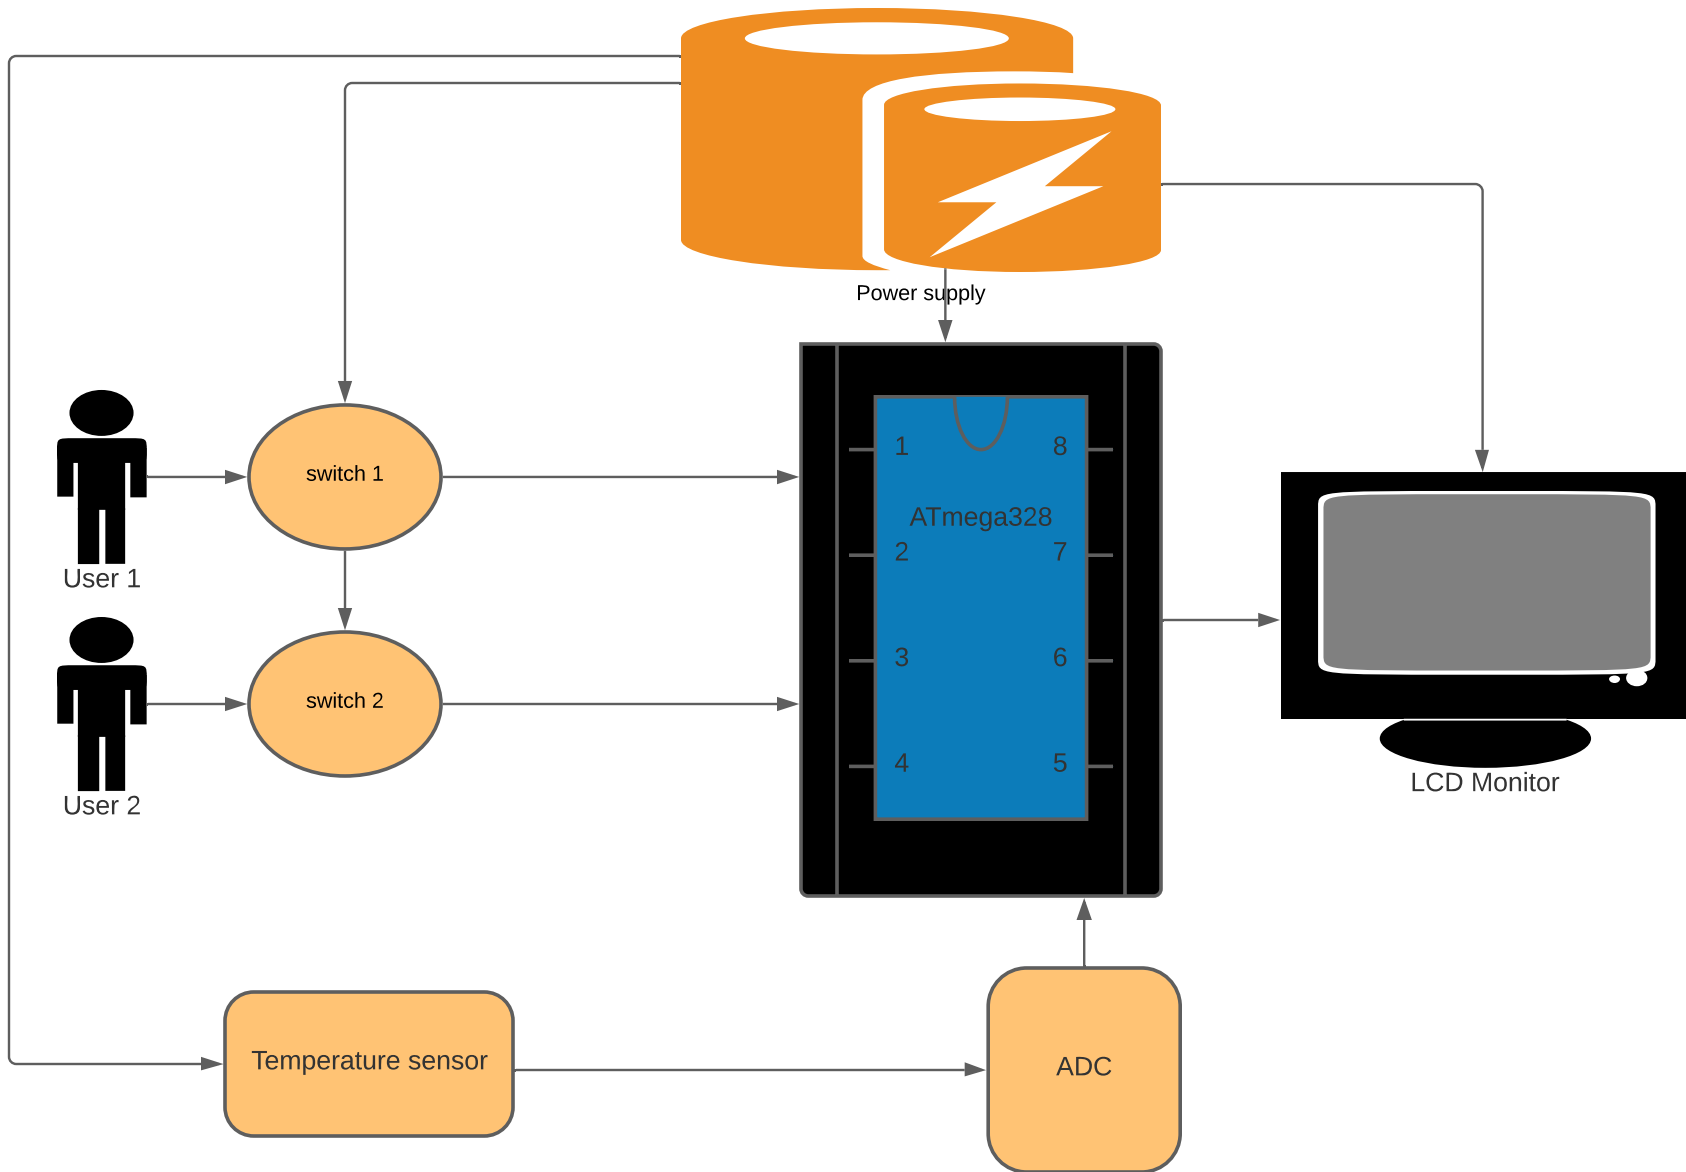 Power supply
switch 1
User 1
switch 2
User 2
1
8
ATmega328
2
7
3
6
4
5
LCD Monitor
Temperature sensor
ADC